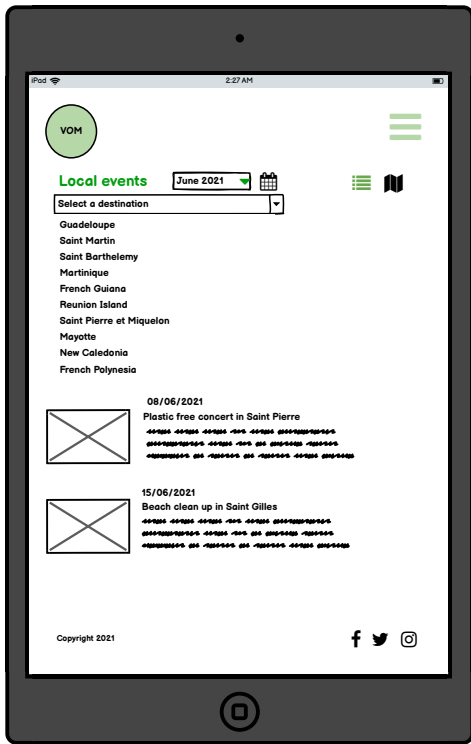 iPad 2:27 AM
VOM
Local events June 2021
Select a destination
Guadeloupe
Saint Martin
Saint Barthelemy
Martinique
French Guiana
Reunion Island
Saint Pierre et Miquelon
Mayotte
New Caledonia
French Polynesia
08/06/2021
Plastic free concert in Saint Pierre
15/06/2021
Beach clean up in Saint Gilles
Copyright 2021